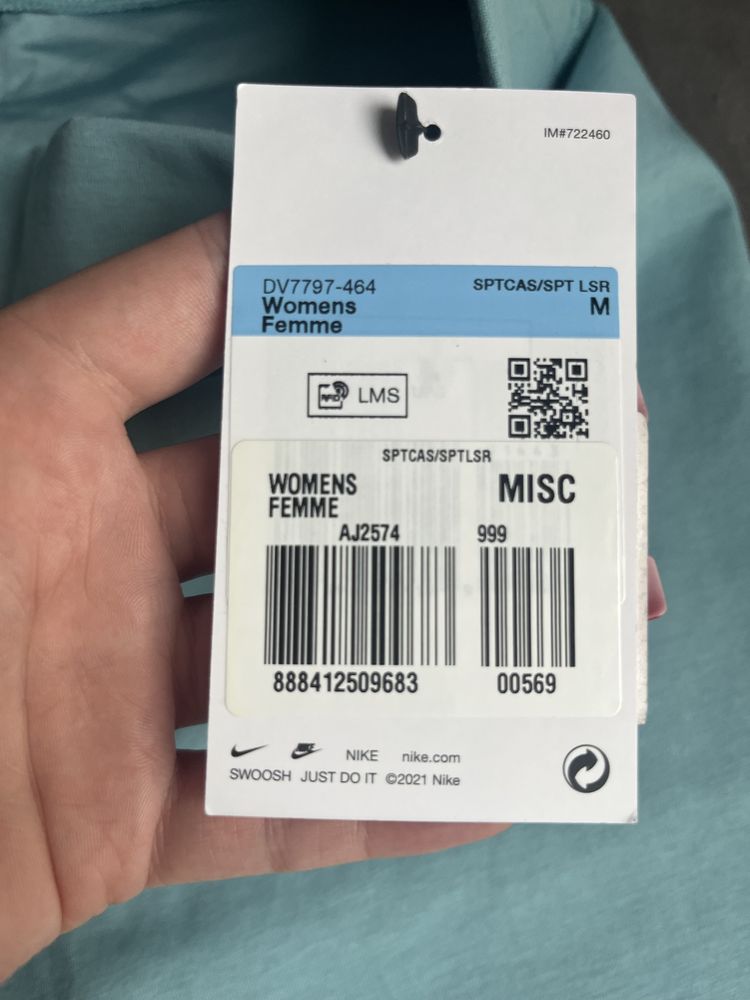 IM#722460
DV7797-464 SPTCAS/SPT LSR
Womens M
Femme
RFID LMS
SPTCAS/SPTLSR
WOMENS MISC
FEMME
AJ2574 999
888412509683 00569
NIKE nike.com
SWOOSH JUST DO IT ©2021 Nike